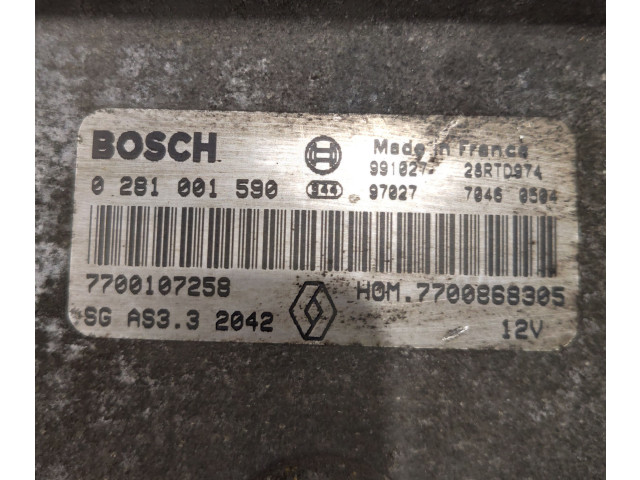 BOSCH
0 281 001 590
Made in France
991027 28RTD974
97027 7046 0504
7700107258
HOM.7700868305
SG AS3.3 2042
12V